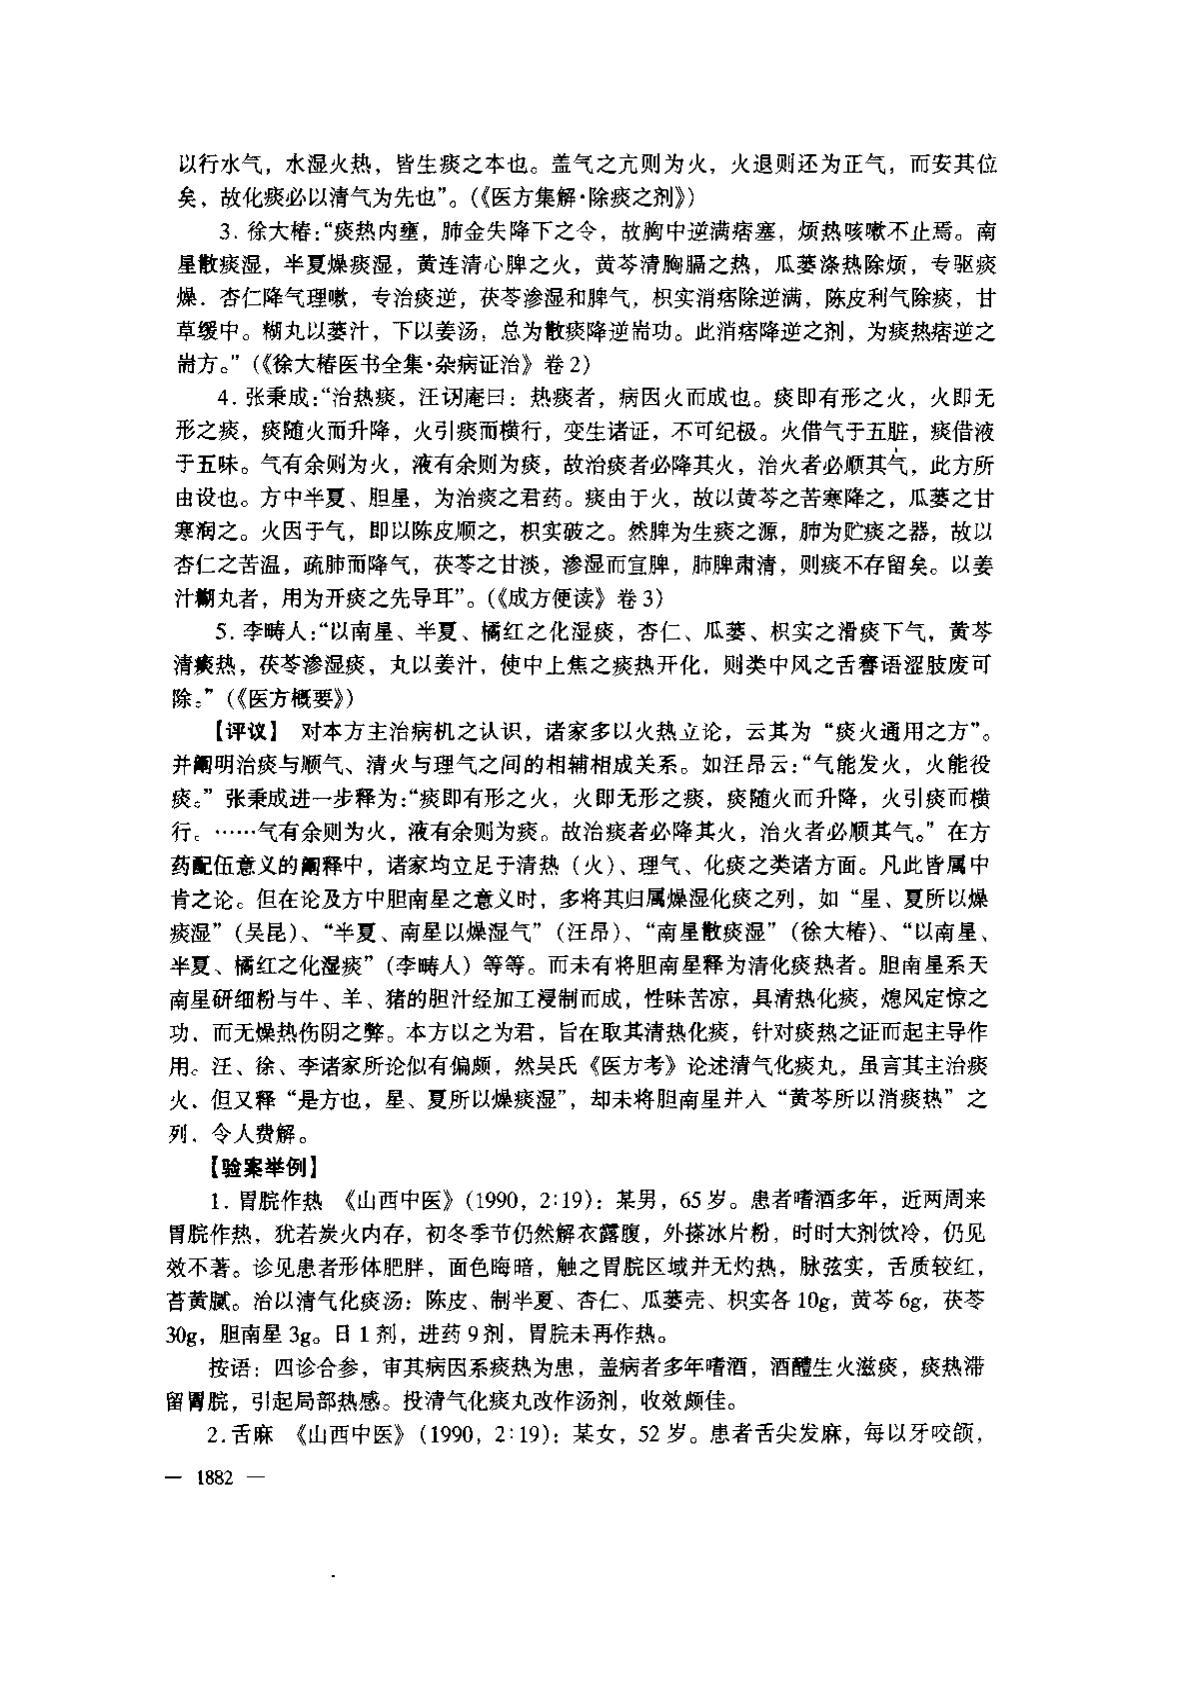 以行水气，水湿火热，皆生痰之本也。盖气之亢则为火，火退则还为正气，而安其位
矣，故化痰必以清气为先也”。（《医方集解·除痰之剂》）
3. 徐大椿：“痰热内壅，肺金失降下之令，故胸中逆满痞塞，烦热咳嗽不止焉。南
星散痰湿，半夏燥痰湿，黄连清心脾之火，黄芩清胸膈之热，瓜蒌涤热除烦，专驱痰
燥．杏仁降气理嗽，专治痰逆，茯苓渗湿和脾气，枳实消痞除逆满，陈皮利气除痰，甘
草缓中。糊丸以蒌汁，下以姜汤，总为散痰降逆耑功。此消痞降逆之剂，为痰热痞逆之
耑方。”（《徐大椿医书全集·杂病证治》卷2）
4. 张秉成：“治热痰，汪讱庵曰：热痰者，病因火而成也。痰即有形之火，火即无
形之痰，痰随火而升降，火引痰而横行，变生诸证，不可纪极。火借气于五脏，痰借液
于五味。气有余则为火，液有余则为痰，故治痰者必降其火，治火者必顺其气，此方所
由设也。方中半夏、胆星，为治痰之君药。痰由于火，故以黄芩之苦寒降之，瓜蒌之甘
寒润之。火因于气，即以陈皮顺之，枳实破之。然脾为生痰之源，肺为贮痰之器，故以
杏仁之苦温，疏肺而降气，茯苓之甘淡，渗湿而宣脾，肺脾肃清，则痰不存留矣。以姜
汁糊丸者，用为开痰之先导耳”。（《成方便读》卷3）
5. 李畴人：“以南星、半夏、橘红之化湿痰，杏仁、瓜蒌、枳实之滑痰下气，黄芩
清痰热，茯苓渗湿痰，丸以姜汁，使中上焦之痰热开化，则类中风之舌謇语涩肢废可
除。”（《医方概要》）
【评议】 对本方主治病机之认识，诸家多以火热立论，云其为“痰火通用之方”。
并阐明治痰与顺气、清火与理气之间的相辅相成关系。如汪昂云：“气能发火，火能役
痰。”张秉成进一步释为：“痰即有形之火，火即无形之痰，痰随火而升降，火引痰而横
行。……气有余则为火，液有余则为痰。故治痰者必降其火，治火者必顺其气。”在方
药配伍意义的阐释中，诸家均立足于清热（火）、理气、化痰之类诸方面。凡此皆属中
肯之论。但在论及方中胆南星之意义时，多将其归属燥湿化痰之列，如“星、夏所以燥
痰湿”（吴昆）、“半夏、南星以燥湿气”（汪昂）、“南星散痰湿”（徐大椿）、“以南星、
半夏、橘红之化湿痰”（李畴人）等等。而未有将胆南星释为清化痰热者。胆南星系天
南星研细粉与牛、羊、猪的胆汁经加工浸制而成，性味苦凉，具清热化痰，熄风定惊之
功，而无燥热伤阴之弊。本方以之为君，旨在取其清热化痰，针对痰热之证而起主导作
用。汪、徐、李诸家所论似有偏颇，然吴氏《医方考》论述清气化痰丸，虽言其主治痰
火，但又释“是方也，星、夏所以燥痰湿”，却未将胆南星并入“黄芩所以消痰热”之
列，令人费解。
【验案举例】
1. 胃脘作热 《山西中医》（1990，2∶19）：某男，65岁。患者嗜酒多年，近两周来
胃脘作热，犹若炭火内存，初冬季节仍然解衣露腹，外搽冰片粉，时时大剂饮冷，仍见
效不著。诊见患者形体肥胖，面色晦暗，触之胃脘区域并无灼热，脉弦实，舌质较红，
苔黄腻。治以清气化痰汤：陈皮、制半夏、杏仁、瓜蒌壳、枳实各10g，黄芩6g，茯苓
30g，胆南星3g。日1剂，进药9剂，胃脘未再作热。
按语：四诊合参，审其病因系痰热为患，盖病者多年嗜酒，酒醴生火滋痰，痰热滞
留胃脘，引起局部热感。投清气化痰丸改作汤剂，收效颇佳。
2. 舌麻 《山西中医》（1990，2∶19）：某女，52岁。患者舌尖发麻，每以牙咬颌，
— 1882 —